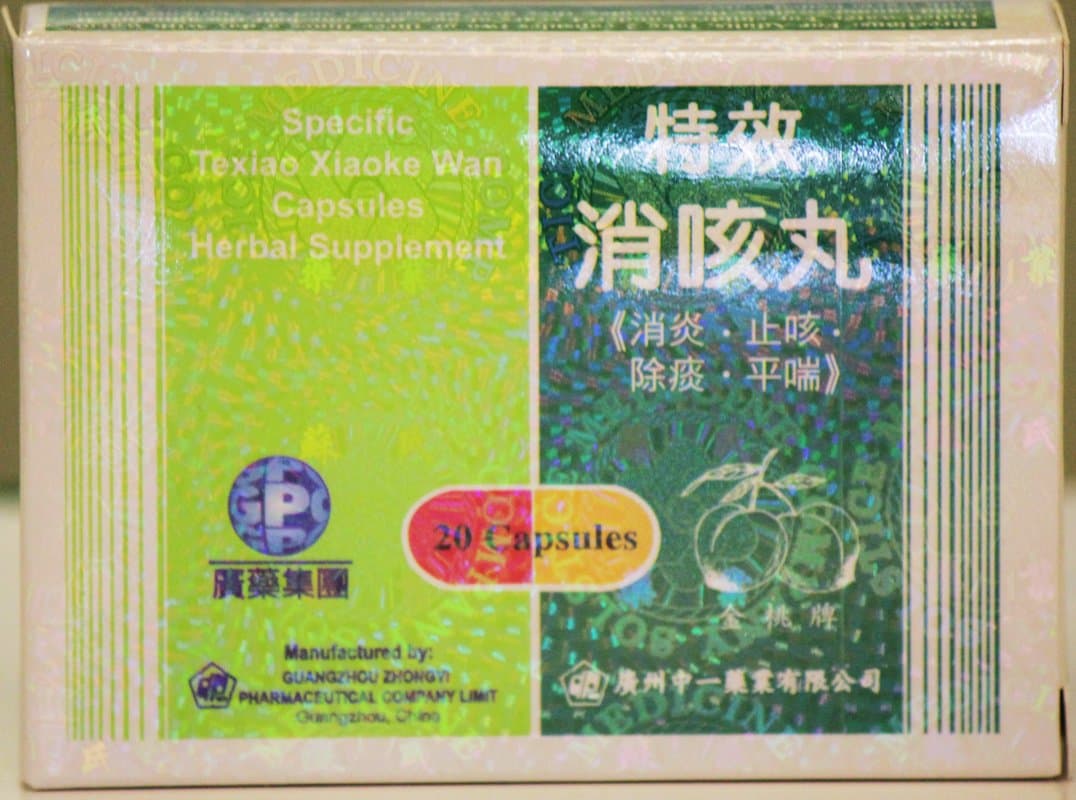 Specific
Texiao Xiaoke Wan
Capsules
Herbal Supplement
GPC
廣藥集團
Manufactured by:
GUANGZHOU ZHONGYI
PHARMACEUTICAL COMPANY LIMIT
Guangzhou, China
20 Capsules
特效
消咳丸
《消炎·止咳·
除痰·平喘》
金桃牌
廣州中一藥業有限公司
MEDICINE